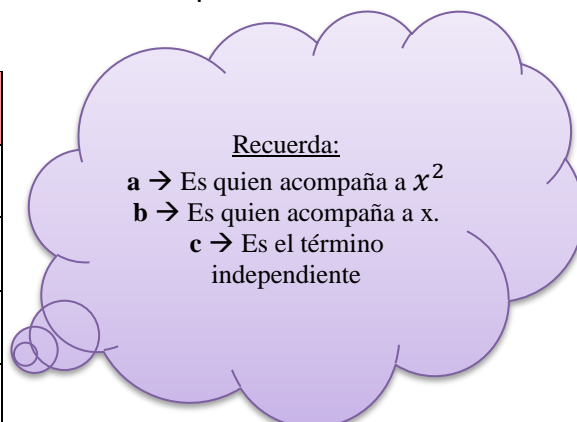 Recuerda:
a → Es quien acompaña a x²
b → Es quien acompaña a x.
c → Es el término
independiente